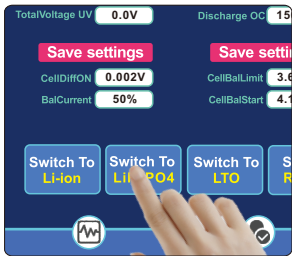 TotalVoltage UV 0.0V Discharge OC
Save settings Save
CellDiffON 0.002V CellBalLimit
BalCurrent 50% CellBalStart
Switch To Switch To Switch To
Li-ion LTO